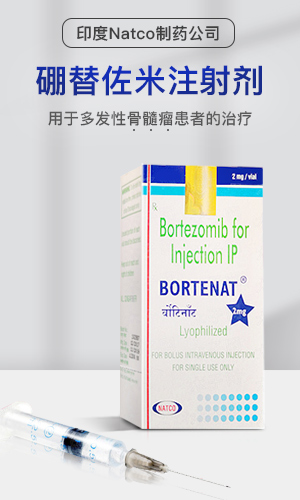 印度Natco制药公司
硼替佐米注射剂
用于多发性骨髓瘤患者的治疗
2 mg / vial
Rx
Bortezomib for
Injection IP
BORTENAT®
बोर्टिनॅट
2mg
Lyophilized
FOR BOLUS INTRAVENOUS INJECTION
FOR SINGLE USE ONLY
NATCO